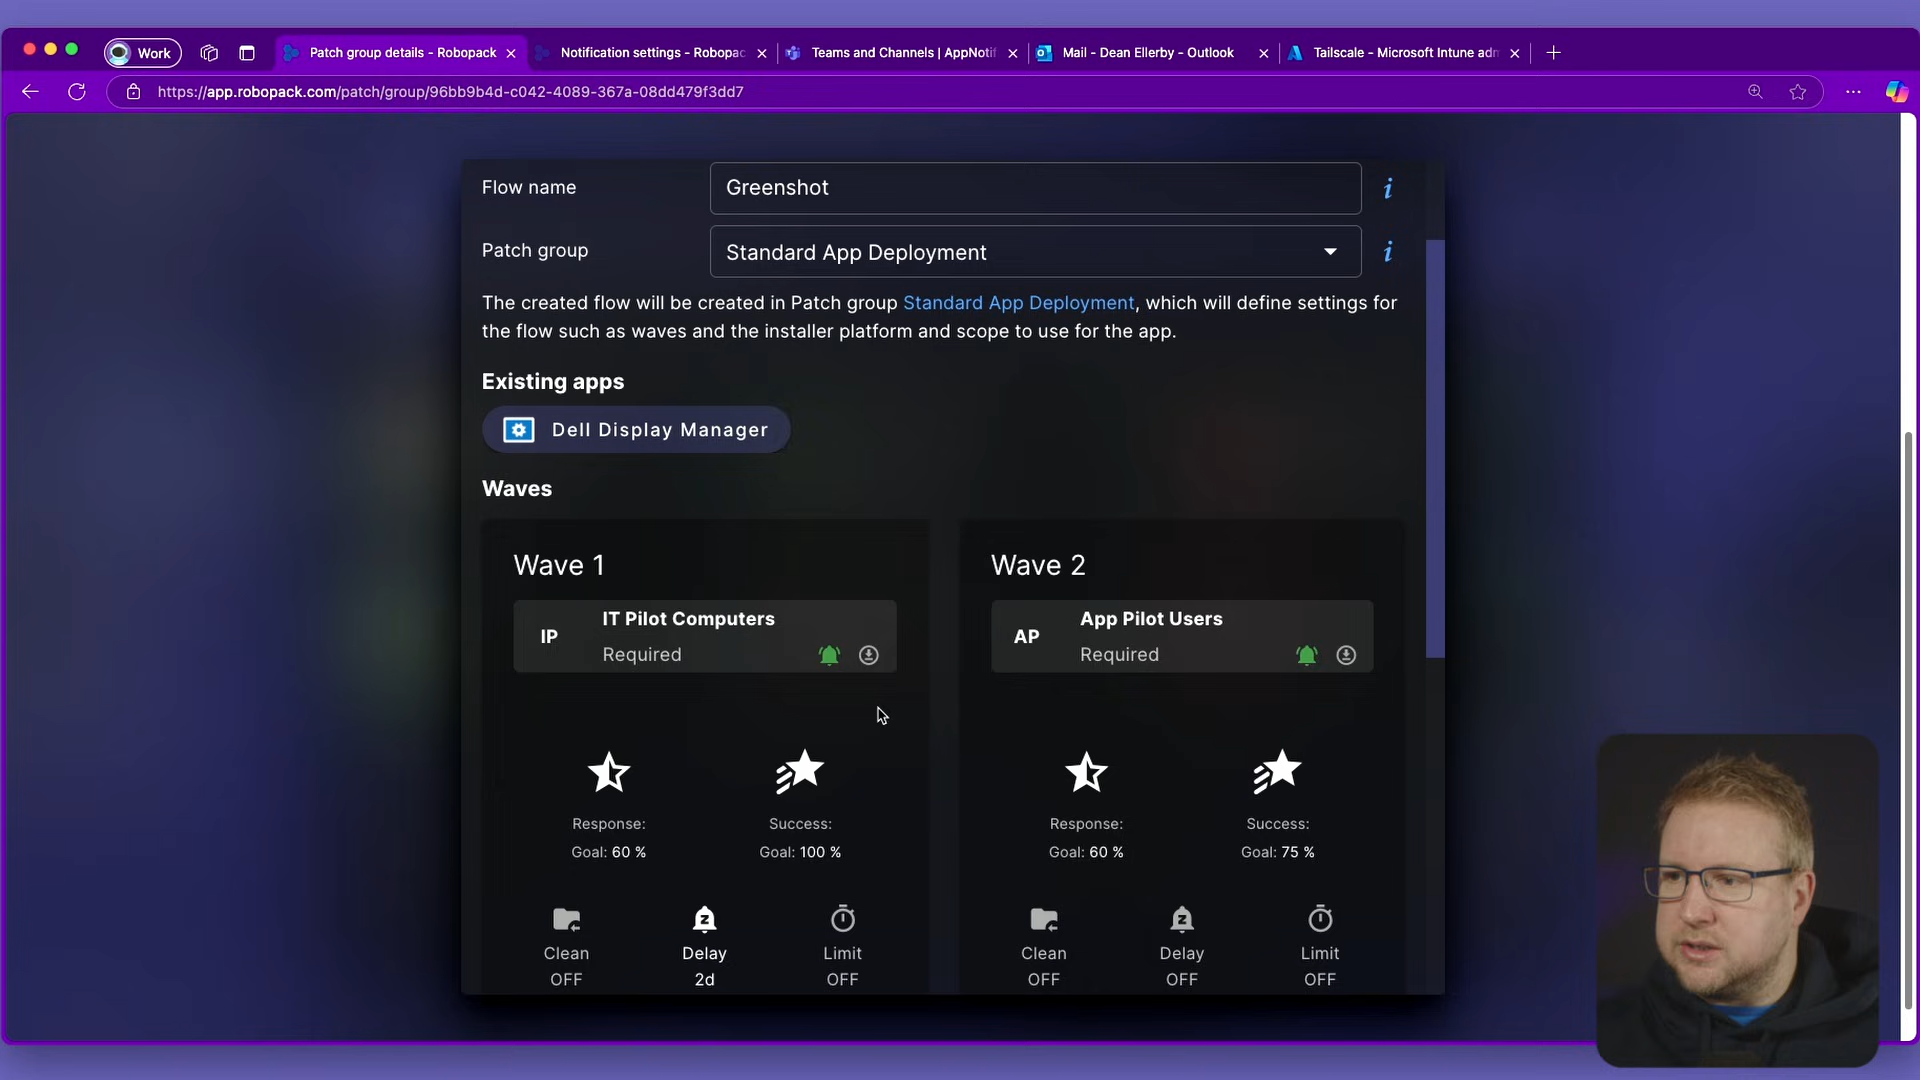 Work
Patch group details - Robopack
Notification settings - Robopac
Teams and Channels | AppNotif
Mail - Dean Ellerby - Outlook
Tailscale - Microsoft Intune adm
https://app.robopack.com/patch/group/96bb9b4d-c042-4089-367a-08dd479f3dd7
Flow name
Greenshot
i
Patch group
Standard App Deployment
i
The created flow will be created in Patch group Standard App Deployment, which will define settings for
the flow such as waves and the installer platform and scope to use for the app.
Existing apps
Dell Display Manager
Waves
Wave 1
IP
IT Pilot Computers
Required
Response:
Goal: 60 %
Success:
Goal: 100 %
Clean
OFF
Delay
2d
Limit
OFF
Wave 2
AP
App Pilot Users
Required
Response:
Goal: 60 %
Success:
Goal: 75 %
Clean
OFF
Delay
OFF
Limit
OFF